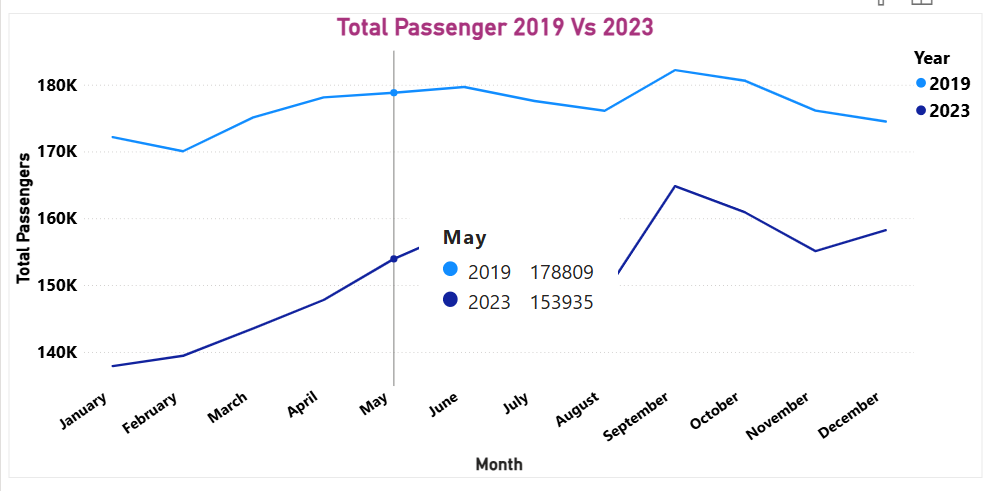 Total Passenger 2019 Vs 2023
Year
2019
2023
180K
170K
160K
150K
140K
Total Passengers
May
2019 178809
2023 153935
January February March April May June July August September October November December
Month